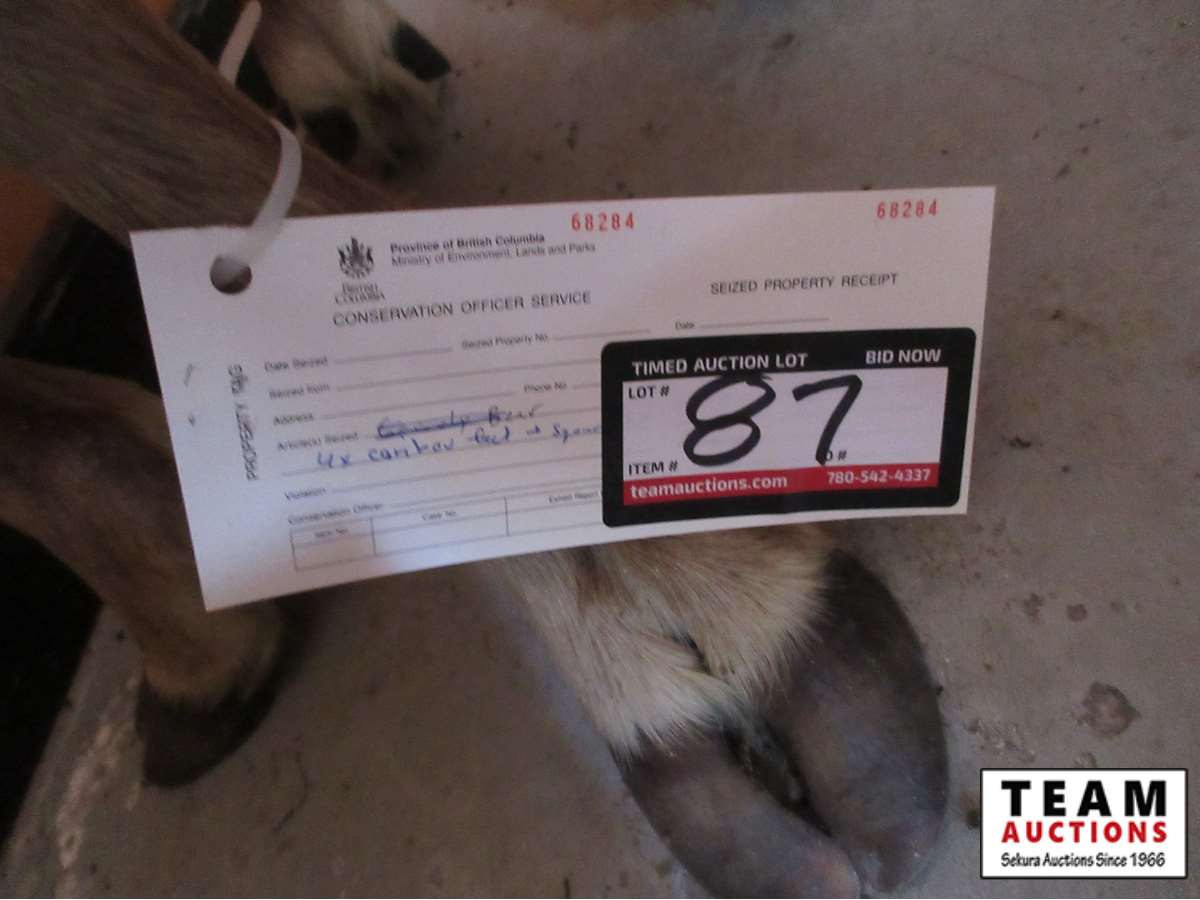 68284
68284
Province of British Columbia
Ministry of Environment, Lands and Parks
BRITISH
COLUMBIA
CONSERVATION OFFICER SERVICE
SEIZED PROPERTY RECEIPT
PROPERTY TAG
Date Seized
Seized Property No.
Date
Seized from
Phone No.
Address
Article(s) Seized Grizzly Bear
4x caribou feet +
Violation
Conservation Officer
Item No.
Case No.
Exhibit Report
TIMED AUCTION LOT
BID NOW
LOT #
87
ITEM #
D #
teamauctions.com
780-542-4337
TEAM
AUCTIONS
Sekura Auctions Since 1966